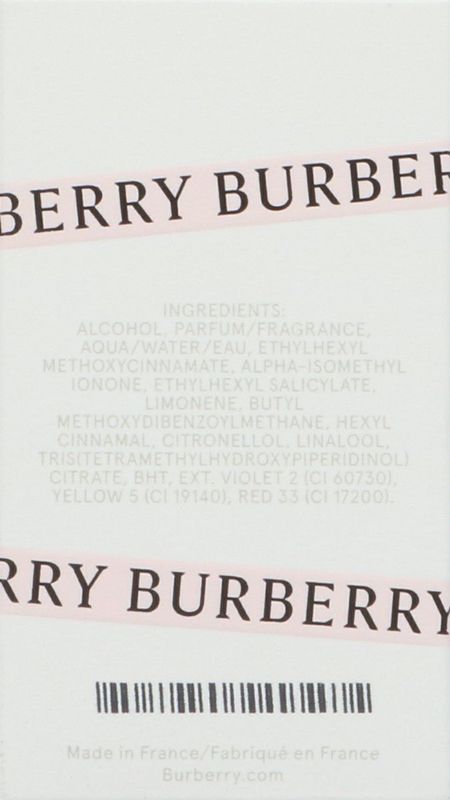 BERRY BURBER
INGREDIENTS:
ALCOHOL, PARFUM/FRAGRANCE,
AQUA/WATER/EAU, ETHYLHEXYL
METHOXYCINNAMATE, ALPHA-ISOMETHYL
IONONE, ETHYLHEXYL SALICYLATE,
LIMONENE, BUTYL
METHOXYDIBENZOYLMETHANE, HEXYL
CINNAMAL, CITRONELLOL, LINALOOL,
TRIS(TETRAMETHYLHYDROXYPIPERIDINOL)
CITRATE, BHT, EXT. VIOLET 2 (CI 60730),
YELLOW 5 (CI 19140), RED 33 (CI 17200).
RRY BURBERRY
Made in France/Fabriqué en France
Burberry.com